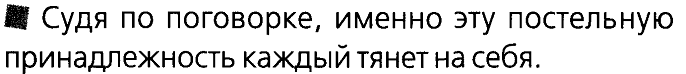 ■ Судя по поговорке, именно эту постельную
принадлежность каждый тянет на себя.